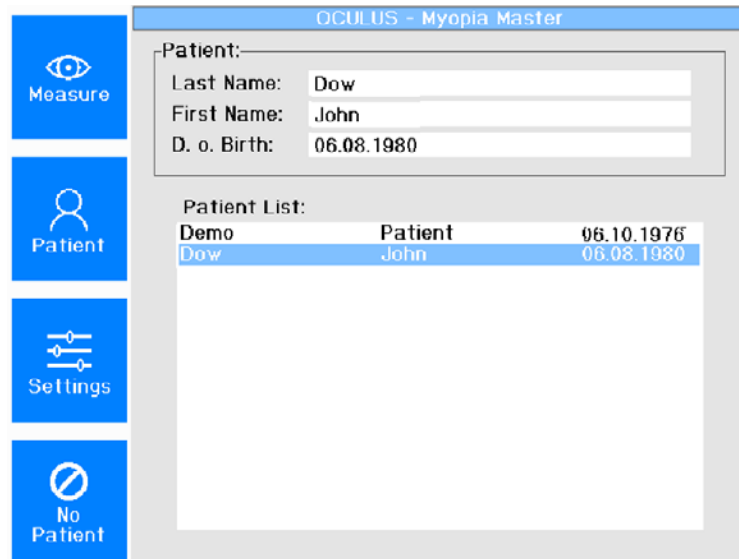 OCULUS - Myopia Master
Measure
Patient
Settings
No
Patient
Patient:
Last Name: Dow
First Name: John
D. o. Birth: 06.08.1980
Patient List:
Demo Patient 06.10.1976
Dow John 06.08.1980